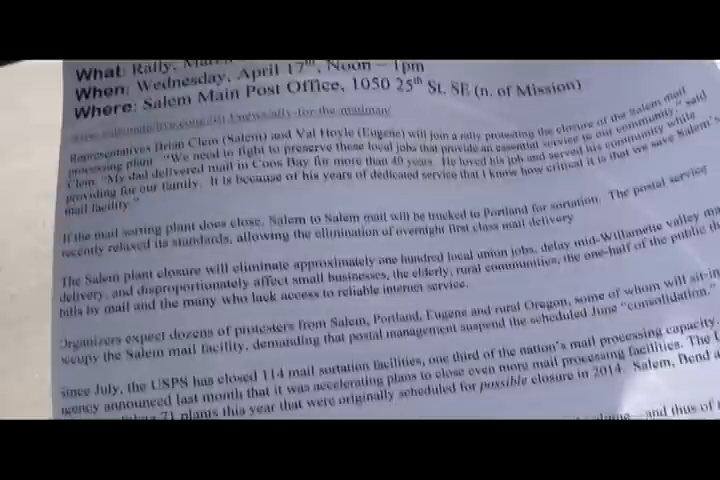 What: Rally, March
When: Wednesday, April 17th, Noon – 1pm
Where: Salem Main Post Office, 1050 25th St. SE (n. of Mission)
Representatives Brian Clem (Salem) and Val Hoyle (Eugene) will join a rally protesting the closure of the Salem mail
processing plant. "We need to fight to preserve these local jobs that provide an essential service to our community," said
Clem. "My dad delivered mail in Coos Bay for more than 40 years. He loved his job and served his community while
providing for our family. It is because of his years of dedicated service that I know how critical it is that we save Salem's
mail facility."
If the mail sorting plant does close, Salem to Salem mail will be trucked to Portland for sortation. The postal service
recently relaxed its standards, allowing the elimination of overnight first class mail delivery
The Salem plant closure will eliminate approximately one hundred local union jobs, delay mid-Willamette valley
delivery, and disproportionately affect small businesses, the elderly, rural communities, the one-half of the public
bills by mail and the many who lack access to reliable internet service.
Organizers expect dozens of protesters from Salem, Portland, Eugene and rural Oregon, some of whom will sit-in
occupy the Salem mail facility, demanding that postal management suspend the scheduled June "consolidation."
Since July, the USPS has closed 114 mail sortation facilities, one third of the nation's mail processing capacity.
agency announced last month that it was accelerating plans to close even more mail processing facilities. The
71 plants this year that were originally scheduled for possible closure in 2014. Salem, Bend
and thus of